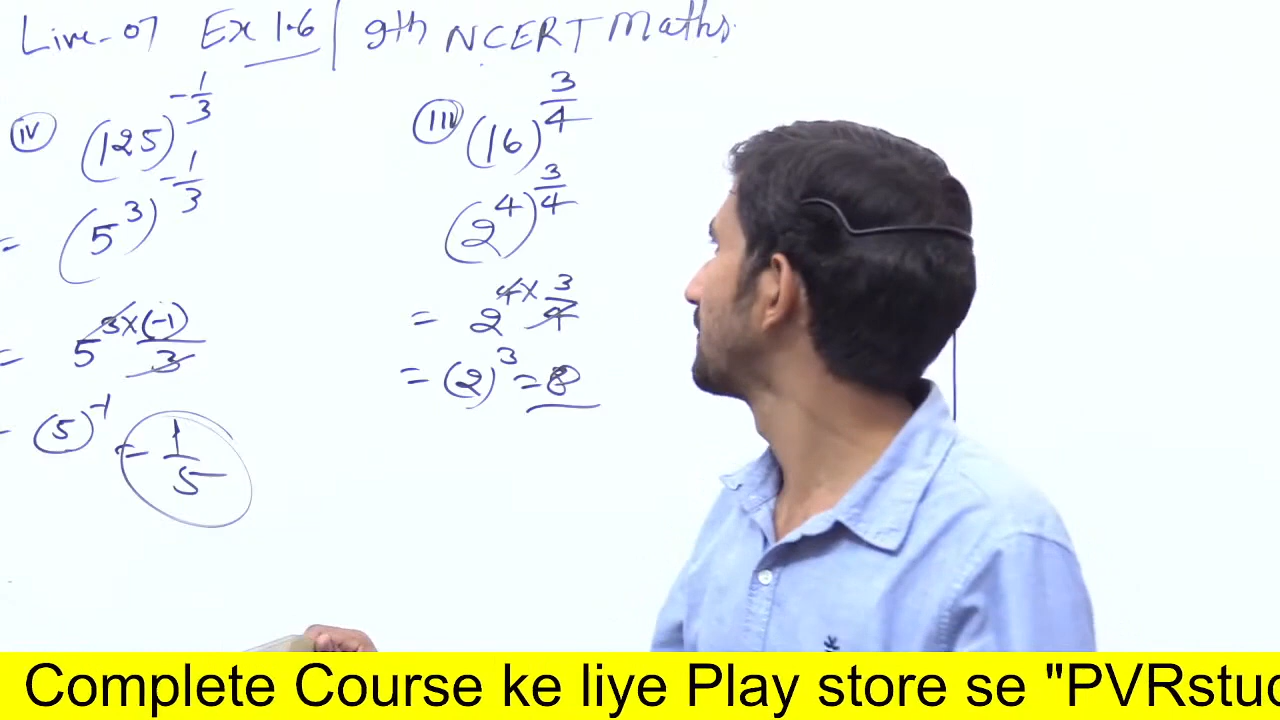 Live-07 Ex 1.6 | 9th NCERT Maths.
(iv) (125)^{-1/3}
= (5^3)^{-1/3}
= 5^{3×(-1)/3}
= (5)^{-1} = 1/5
(iii) (16)^{3/4}
(2^4)^{3/4}
= 2^{4×3/4}
= (2)^3 = 8
Complete Course ke liye Play store se "PVRstud